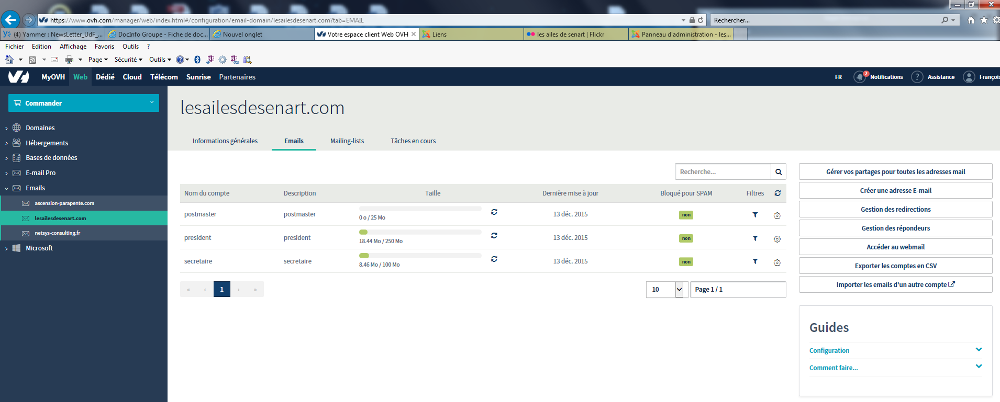 https://www.ovh.com/manager/web/index.html#/configuration/email-domain/lesailesdesenart.com?tab=EMAIL
Rechercher...
(4) Yammer : NewsLetter_UdF_...
DocInfo Groupe - Fiche de doc...
Nouvel onglet
Votre espace client Web OVH
Liens
les ailes de senart | Flickr
Panneau d'administration - les...
Fichier Edition Affichage Favoris Outils ?
Page Sécurité Outils
MyOVH Web Dédié Cloud Télécom Sunrise Partenaires
FR 2 Notifications ? Assistance François
Commander
Domaines
Hébergements
Bases de données
E-mail Pro
Emails
ascension-parapente.com
lesailesdesenart.com
netsys-consulting.fr
Microsoft
lesailesdesenart.com
Informations générales Emails Mailing-lists Tâches en cours
Recherche...
Nom du compte Description Taille Dernière mise à jour Bloqué pour SPAM Filtres
postmaster postmaster 0 o / 25 Mo 13 déc. 2015 non
president president 18.44 Mo / 250 Mo 13 déc. 2015 non
secretaire secretaire 8.46 Mo / 100 Mo 13 déc. 2015 non
« ‹ 1 › »
10 Page 1 / 1
Gérer vos partages pour toutes les adresses mail
Créer une adresse E-mail
Gestion des redirections
Gestion des répondeurs
Accéder au webmail
Exporter les comptes en CSV
Importer les emails d'un autre compte
Guides
Configuration
Comment faire...